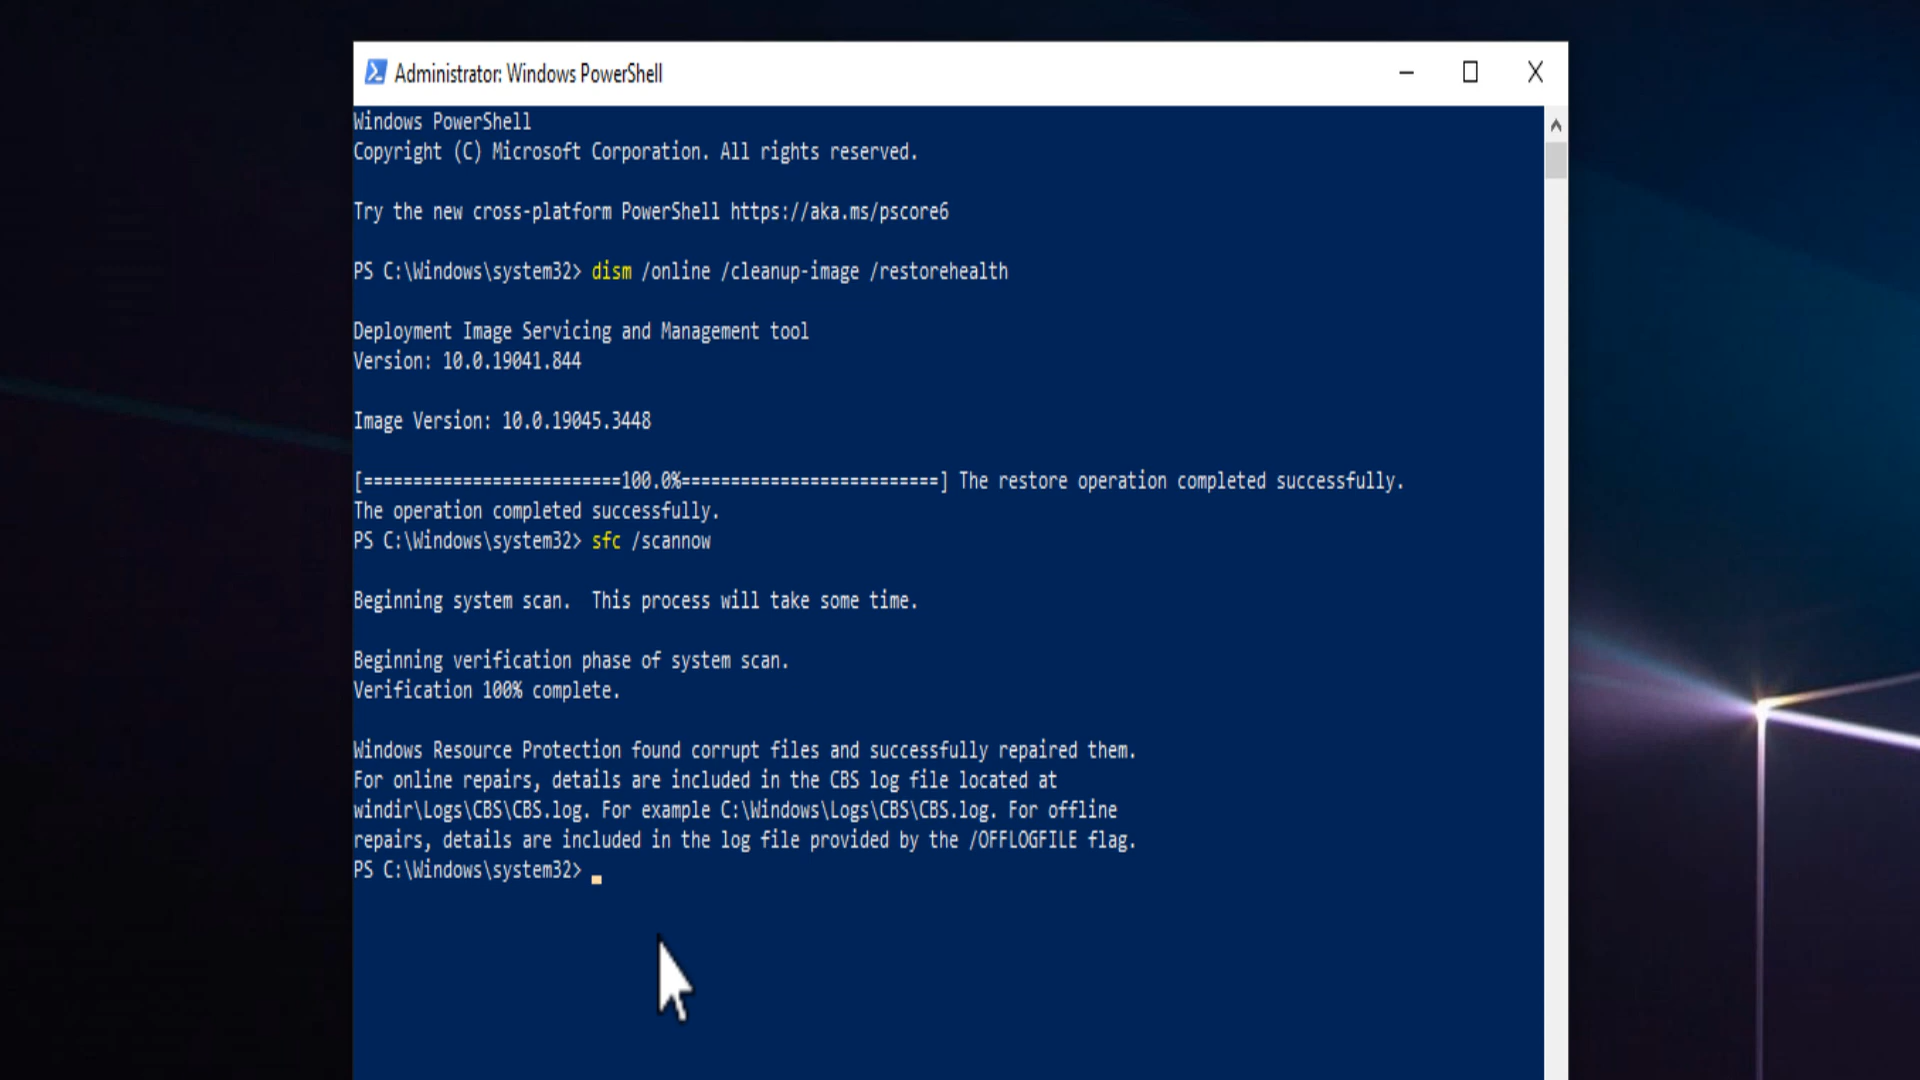 Administrator: Windows PowerShell
Windows PowerShell
Copyright (C) Microsoft Corporation. All rights reserved.
Try the new cross-platform PowerShell https://aka.ms/pscore6
PS C:\Windows\system32> dism /online /cleanup-image /restorehealth
Deployment Image Servicing and Management tool
Version: 10.0.19041.844
Image Version: 10.0.19045.3448
[==========================100.0%==========================] The restore operation completed successfully.
The operation completed successfully.
PS C:\Windows\system32> sfc /scannow
Beginning system scan.  This process will take some time.
Beginning verification phase of system scan.
Verification 100% complete.
Windows Resource Protection found corrupt files and successfully repaired them.
For online repairs, details are included in the CBS log file located at
windir\Logs\CBS\CBS.log. For example C:\Windows\Logs\CBS\CBS.log. For offline
repairs, details are included in the log file provided by the /OFFLOGFILE flag.
PS C:\Windows\system32>